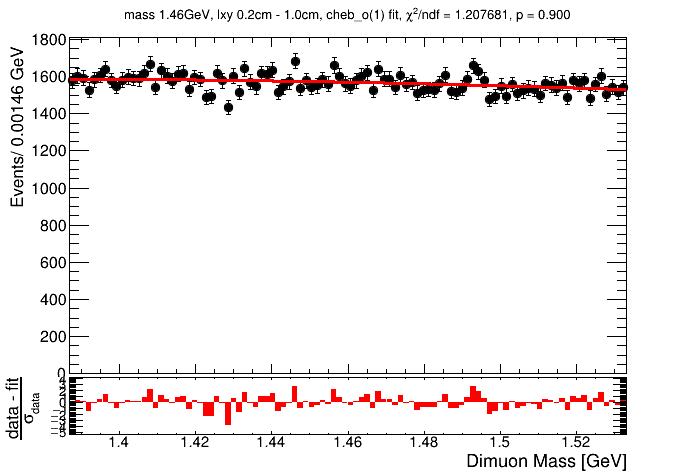 mass 1.46GeV, lxy 0.2cm - 1.0cm, cheb_o(1) fit, χ²/ndf = 1.207681, p = 0.900
Events/ 0.00146 GeV
1800
1600
1400
1200
1000
800
600
400
200
0
data - fit
σdata
1.4 1.42 1.44 1.46 1.48 1.5 1.52
Dimuon Mass [GeV]